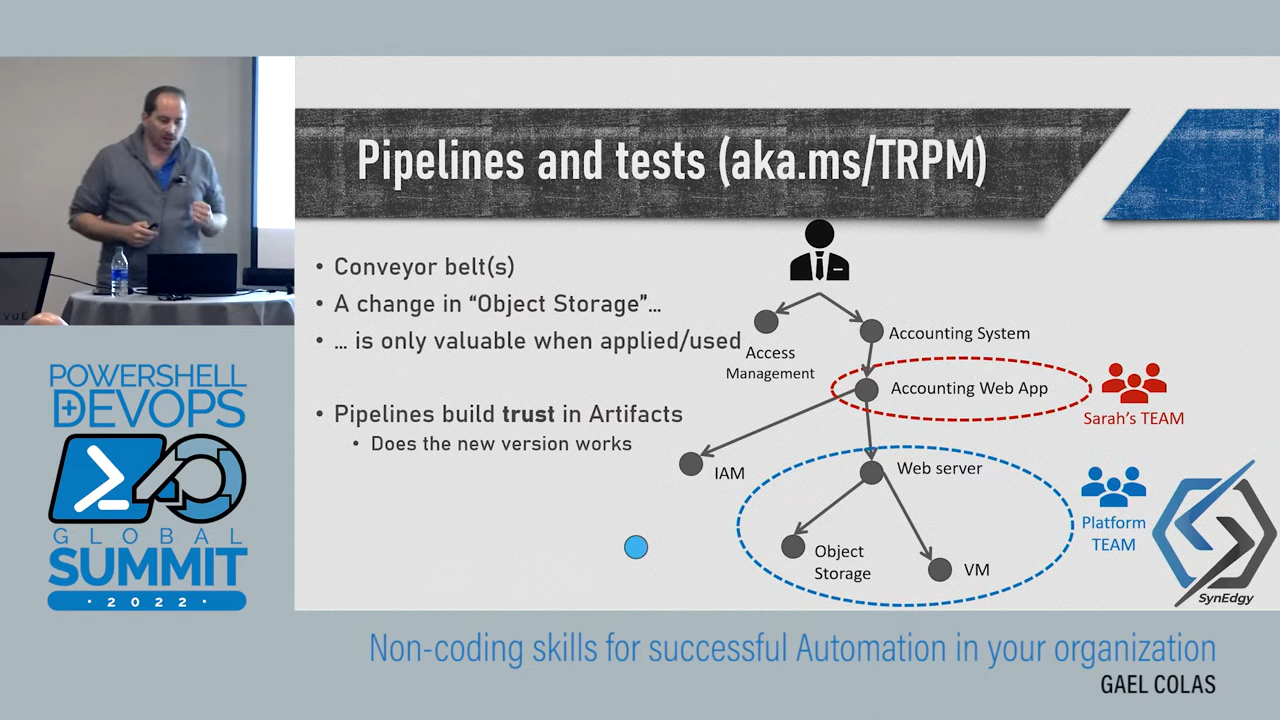 Pipelines and tests (aka.ms/TRPM)
• Conveyor belt(s)
• A change in “Object Storage”…
• … is only valuable when applied/used
• Pipelines build trust in Artifacts
• Does the new version works
Access
Management
Accounting System
Accounting Web App
Sarah's TEAM
IAM
Web server
Object
Storage
VM
Platform
TEAM
SynEdgy
VUE
POWERSHELL
DEVOPS
GLOBAL
SUMMIT
· 2022 ·
Non-coding skills for successful Automation in your organization
GAEL COLAS